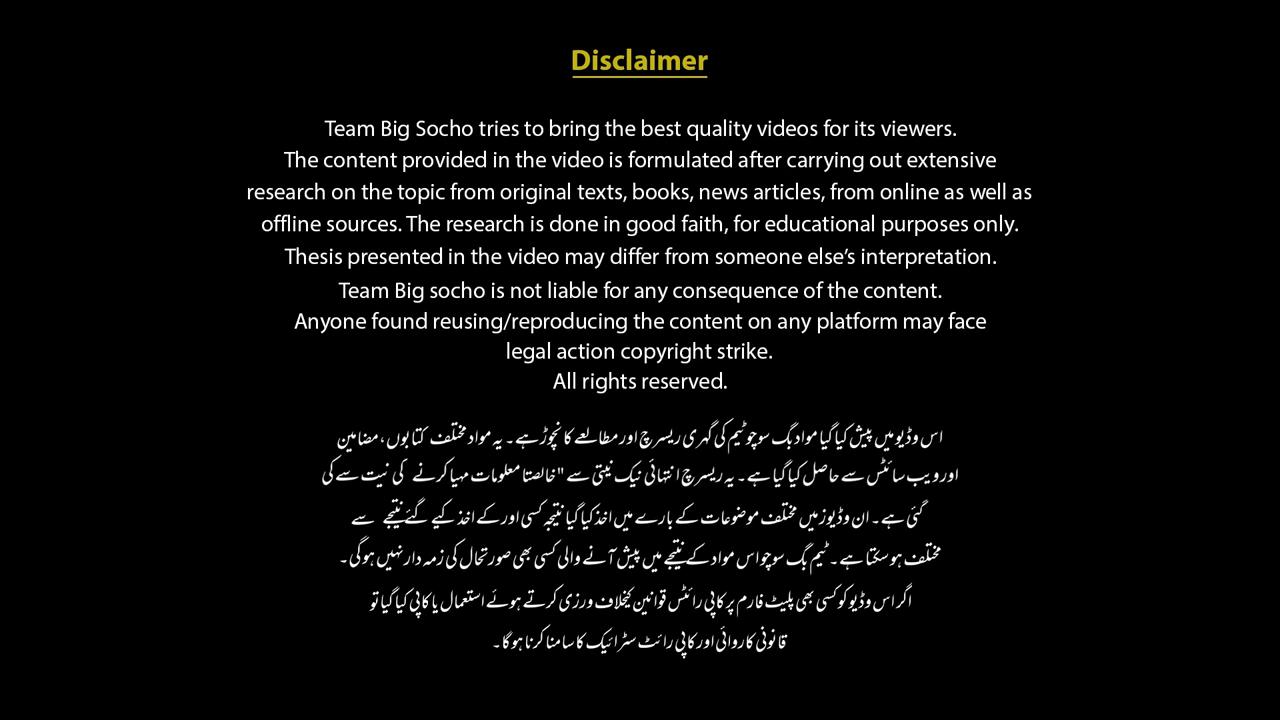 Disclaimer
Team Big Socho tries to bring the best quality videos for its viewers.
The content provided in the video is formulated after carrying out extensive
research on the topic from original texts, books, news articles, from online as well as
offline sources. The research is done in good faith, for educational purposes only.
Thesis presented in the video may differ from someone else’s interpretation.
Team Big socho is not liable for any consequence of the content.
Anyone found reusing/reproducing the content on any platform may face
legal action copyright strike.
All rights reserved.
اس وڈیو میں پیش کیا گیا مواد بگ سوچو ٹیم کی گہری ریسرچ اور مطالعے کا نچوڑ ہے۔ یہ مواد مختلف کتابوں، مضامین
اور ویب سائٹس سے حاصل کیا گیا ہے۔ یہ ریسرچ انتہائی نیک نیتی سے "خالصتا معلومات مہیا کرنے کی نیت سے کی
گئی ہے۔ ان وڈیوز میں مختلف موضوعات کے بارے میں اخذ کیا گیا نتیجہ کسی اور کے اخذ کیے گئے نتیجے سے
مختلف ہو سکتا ہے۔ ٹیم بگ سوچو اس مواد کے نتیجے میں پیش آنے والی کسی بھی صورتحال کی زمہ دار نہیں ہوگی۔
اگر اس وڈیو کو کسی بھی پلیٹ فارم پر کاپی رائٹس قوانین کیخلاف ورزی کرتے ہوئے استعمال یا کاپی کیا گیا تو
قانونی کاروائی اور کاپی رائٹ سٹرائیک کا سامنا کرنا ہوگا۔